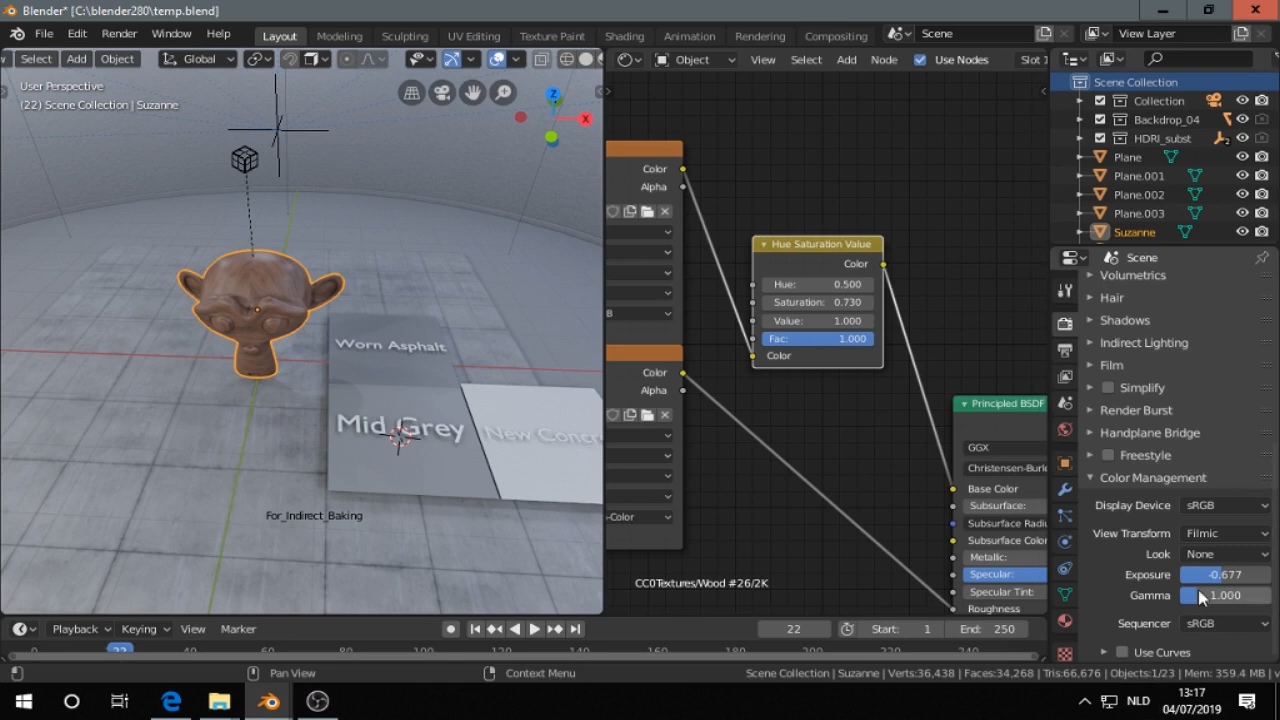 Blender* [C:\blender280\temp.blend]
File Edit Render Window Help Layout Modeling Sculpting UV Editing Texture Paint Shading Animation Rendering Compositing Scene View Layer
Select Add Object Global Object View Select Add Node Use Nodes Slot 1
User Perspective
(22) Scene Collection | Suzanne
Z
X
Worn Asphalt
Mid Grey
New Concre
For_Indirect_Baking
Color
Alpha
B
Color
Alpha
-Color
Hue Saturation Value
Color
Hue: 0.500
Saturation: 0.730
Value: 1.000
Fac: 1.000
Color
Principled BSDF
GGX
Christensen-Burle
Base Color
Subsurface:
Subsurface Radiu
Subsurface Color
Metallic:
Specular:
Specular Tint:
Roughness
CC0Textures/Wood #26/2K
Scene Collection
Collection
Backdrop_04
HDRI_subst 2
Plane
Plane.001
Plane.002
Plane.003
Suzanne
Scene
Volumetrics
Hair
Shadows
Indirect Lighting
Film
Simplify
Render Burst
Handplane Bridge
Freestyle
Color Management
Display Device sRGB
View Transform Filmic
Look None
Exposure -0.677
Gamma 1.000
Sequencer sRGB
Use Curves
Playback Keying View Marker 22 Start: 1 End: 250
0 22 40 60 80 100 120 140 160 180 200 220 240
Pan View Context Menu Scene Collection | Suzanne | Verts:36,438 | Faces:34,268 | Tris:66,676 | Objects:1/23 | Mem: 359.4 MB | v
NLD 13:17
04/07/2019